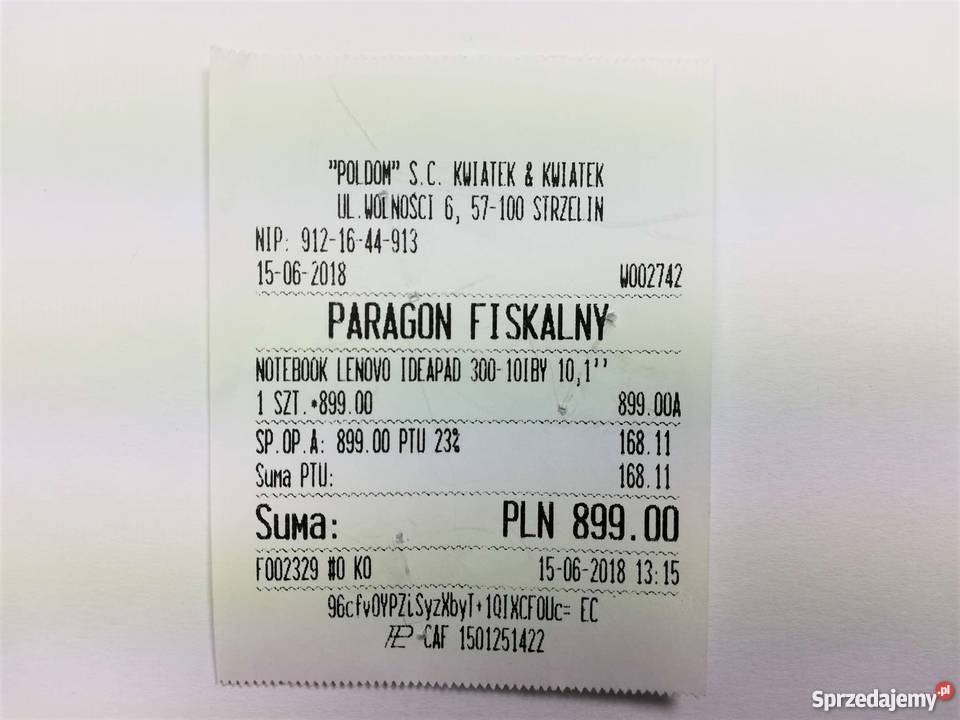 "POLDOM" S.C. KWIATEK & KWIATEK
UL.WOLNOŚCI 6, 57-100 STRZELIN
NIP: 912-16-44-913
15-06-2018 W002742
PARAGON FISKALNY
NOTEBOOK LENOVO IDEAPAD 300-10IBY 10,1''
1 SZT.*899.00 899.00A
SP.OP.A: 899.00 PTU 23% 168.11
Suma PTU: 168.11
Suma: PLN 899.00
F002329 #0 KO 15-06-2018 13:15
96cfvOYPZiSyzXbyT+1QIXCFOUc= EC
CAF 1501251422
Sprzedajemy.pl